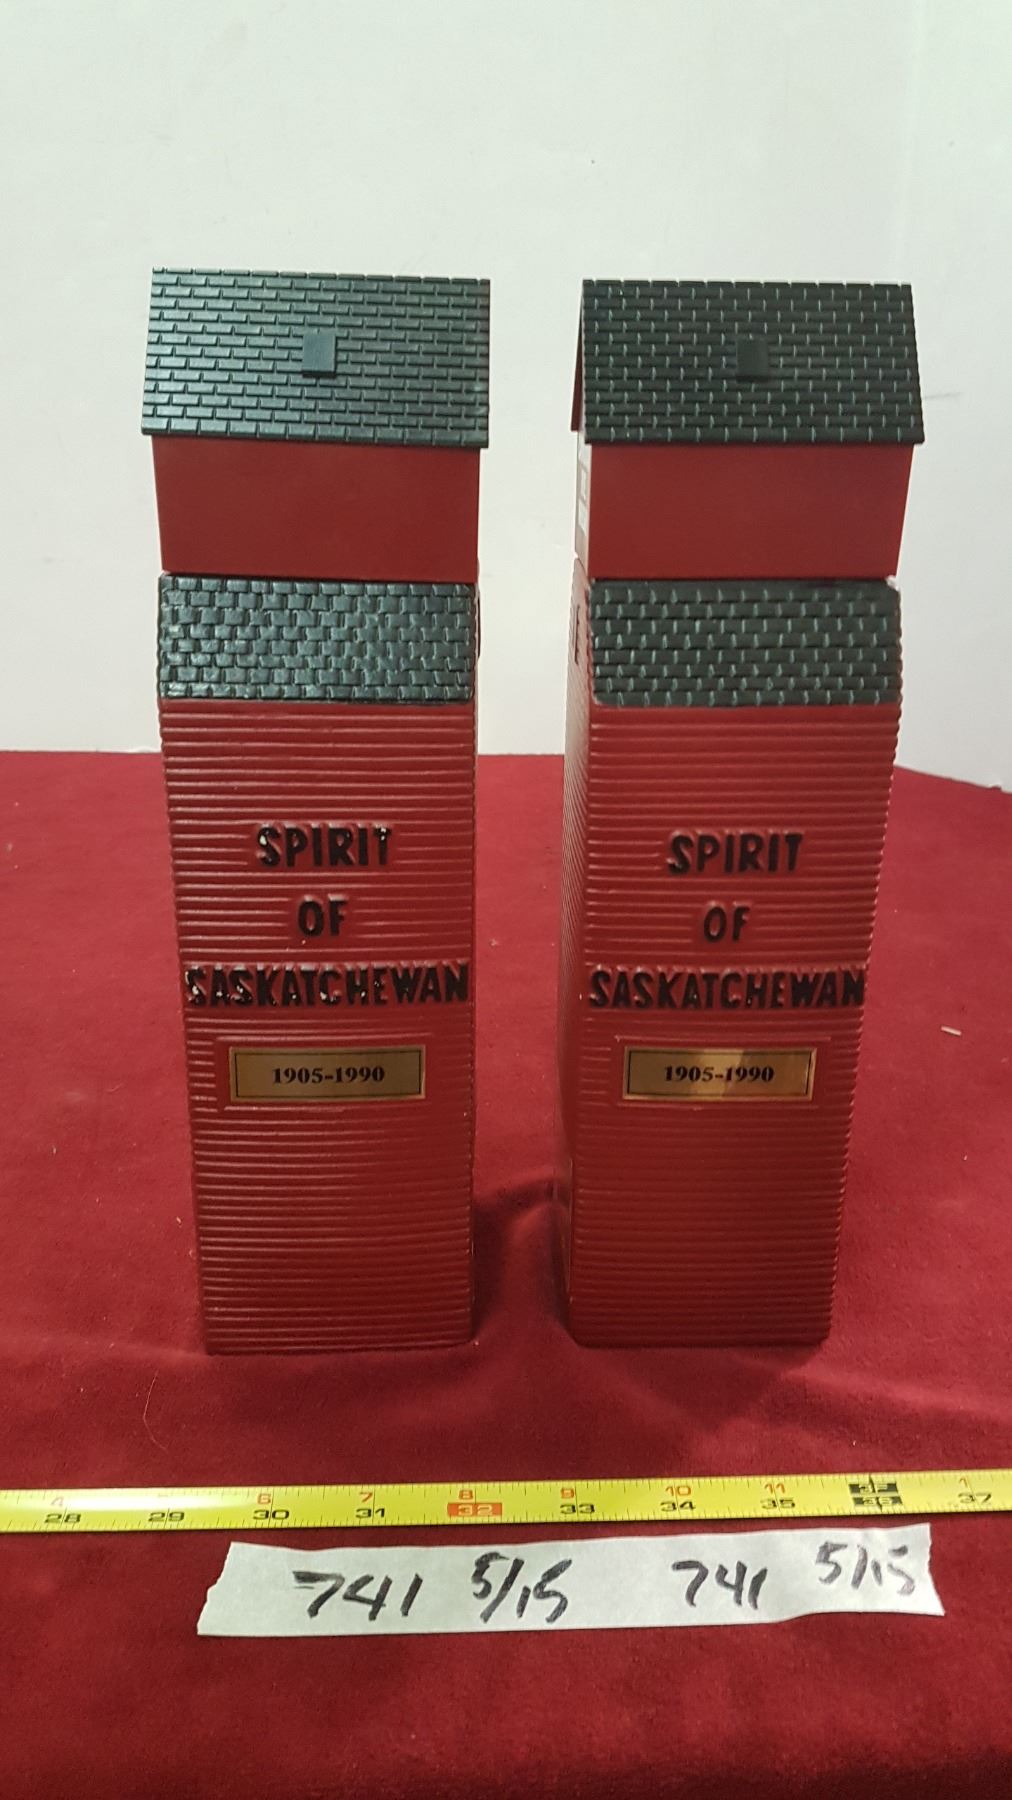 SPIRIT
OF
SASKATCHEWAN
1905-1990
SPIRIT
OF
SASKATCHEWAN
1905-1990
4 6 7 8 9 10 11 1
28 29 30 31 32 33 34 35 36 37
741 5/15 741 5/15